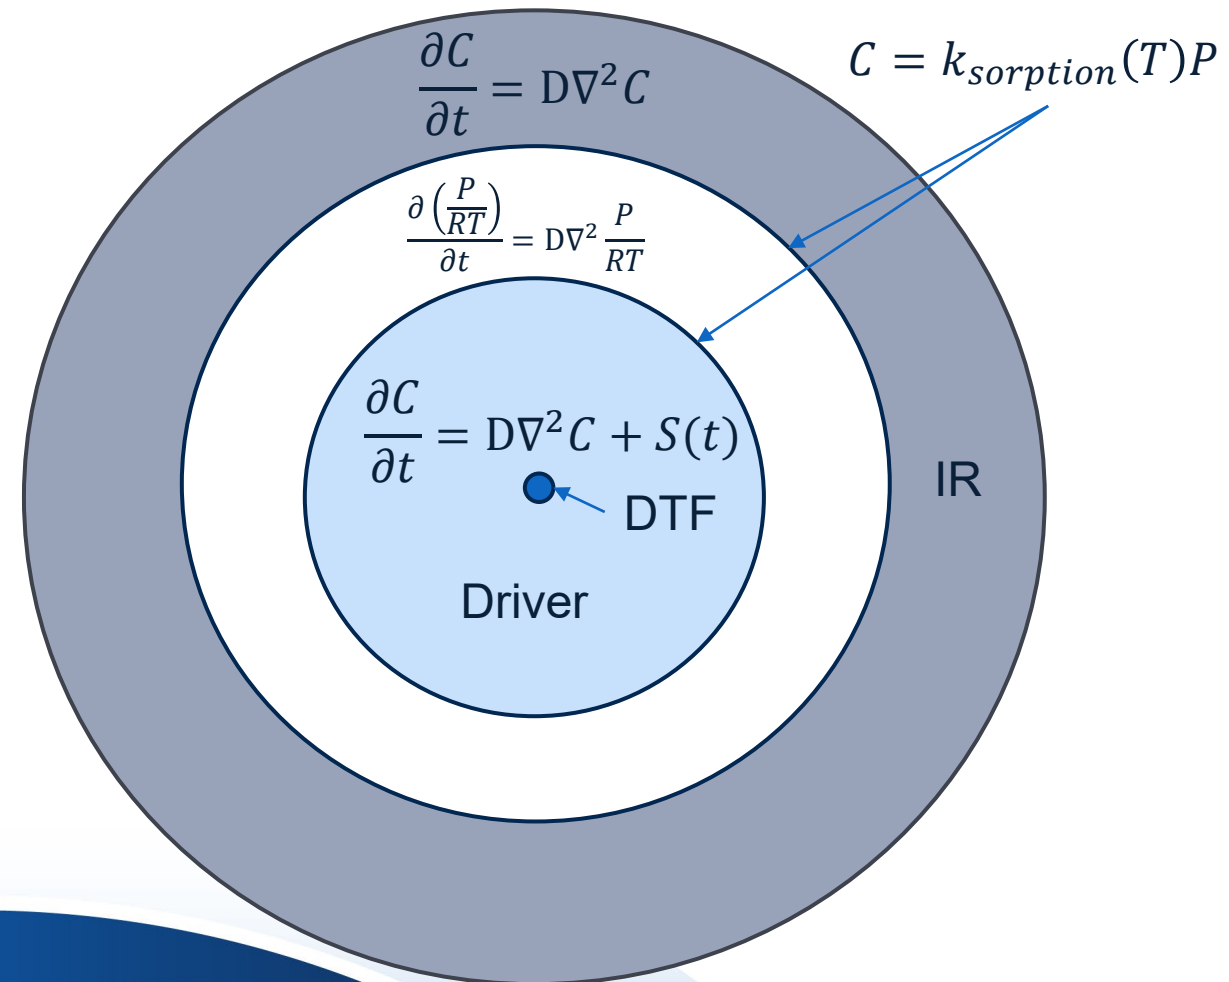 ∂C/∂t = D∇²C
C = k_sorption(T)P
∂(P/RT)/∂t = D∇² P/RT
∂C/∂t = D∇²C + S(t)
IR
DTF
Driver